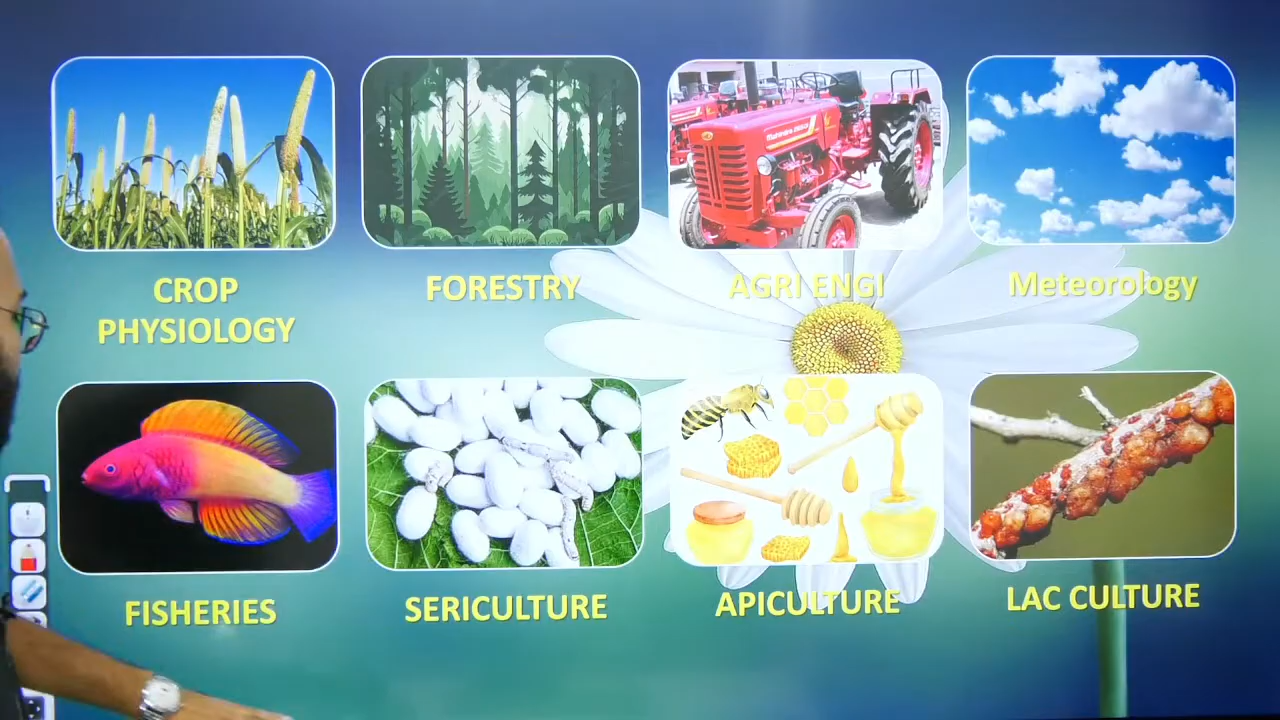 CROP
PHYSIOLOGY
FORESTRY
AGRI ENGI
Meteorology
FISHERIES
SERICULTURE
APICULTURE
LAC CULTURE